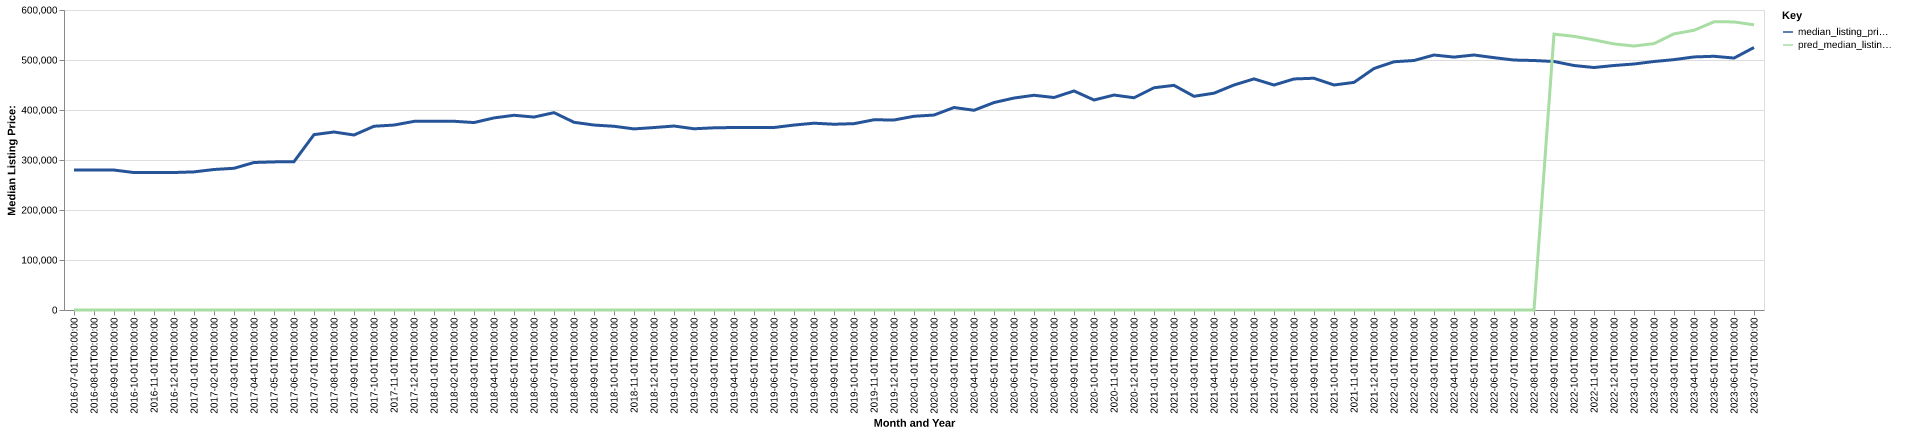 600,000
500,000
400,000
300,000
200,000
100,000
0
Median Listing Price:
2016-07-01T00:00:00
2016-08-01T00:00:00
2016-09-01T00:00:00
2016-10-01T00:00:00
2016-11-01T00:00:00
2016-12-01T00:00:00
2017-01-01T00:00:00
2017-02-01T00:00:00
2017-03-01T00:00:00
2017-04-01T00:00:00
2017-05-01T00:00:00
2017-06-01T00:00:00
2017-07-01T00:00:00
2017-08-01T00:00:00
2017-09-01T00:00:00
2017-10-01T00:00:00
2017-11-01T00:00:00
2017-12-01T00:00:00
2018-01-01T00:00:00
2018-02-01T00:00:00
2018-03-01T00:00:00
2018-04-01T00:00:00
2018-05-01T00:00:00
2018-06-01T00:00:00
2018-07-01T00:00:00
2018-08-01T00:00:00
2018-09-01T00:00:00
2018-10-01T00:00:00
2018-11-01T00:00:00
2018-12-01T00:00:00
2019-01-01T00:00:00
2019-02-01T00:00:00
2019-03-01T00:00:00
2019-04-01T00:00:00
2019-05-01T00:00:00
2019-06-01T00:00:00
2019-07-01T00:00:00
2019-08-01T00:00:00
2019-09-01T00:00:00
2019-10-01T00:00:00
2019-11-01T00:00:00
2019-12-01T00:00:00
2020-01-01T00:00:00
2020-02-01T00:00:00
2020-03-01T00:00:00
2020-04-01T00:00:00
2020-05-01T00:00:00
2020-06-01T00:00:00
2020-07-01T00:00:00
2020-08-01T00:00:00
2020-09-01T00:00:00
2020-10-01T00:00:00
2020-11-01T00:00:00
2020-12-01T00:00:00
2021-01-01T00:00:00
2021-02-01T00:00:00
2021-03-01T00:00:00
2021-04-01T00:00:00
2021-05-01T00:00:00
2021-06-01T00:00:00
2021-07-01T00:00:00
2021-08-01T00:00:00
2021-09-01T00:00:00
2021-10-01T00:00:00
2021-11-01T00:00:00
2021-12-01T00:00:00
2022-01-01T00:00:00
2022-02-01T00:00:00
2022-03-01T00:00:00
2022-04-01T00:00:00
2022-05-01T00:00:00
2022-06-01T00:00:00
2022-07-01T00:00:00
2022-08-01T00:00:00
2022-09-01T00:00:00
2022-10-01T00:00:00
2022-11-01T00:00:00
2022-12-01T00:00:00
2023-01-01T00:00:00
2023-02-01T00:00:00
2023-03-01T00:00:00
2023-04-01T00:00:00
2023-05-01T00:00:00
2023-06-01T00:00:00
2023-07-01T00:00:00
Month and Year
Key
median_listing_pri…
pred_median_listin…